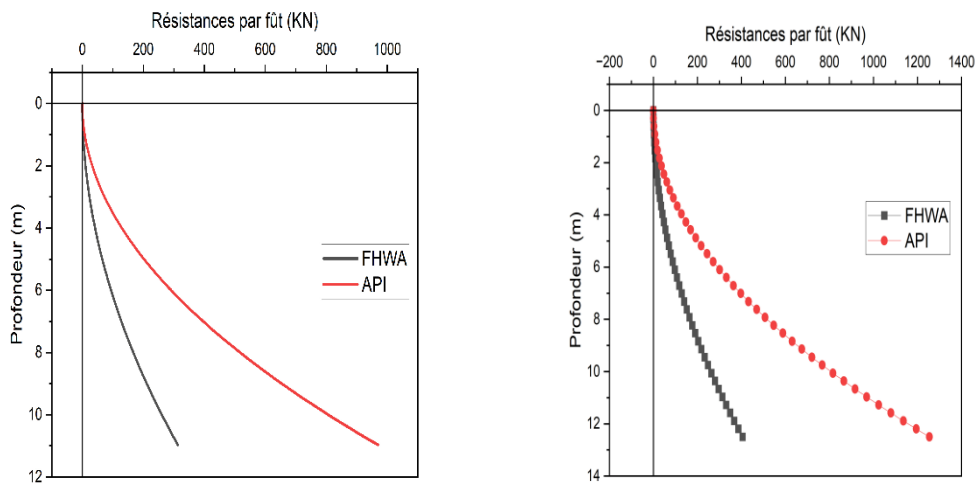 Résistances par fût (KN)
0 200 400 600 800 1000
0
2
4
6
8
10
12
Profondeur (m)
FHWA
API
Résistances par fût (KN)
−200 0 200 400 600 800 1000 1200 1400
0
2
4
6
8
10
12
14
Profondeur (m)
FHWA
API